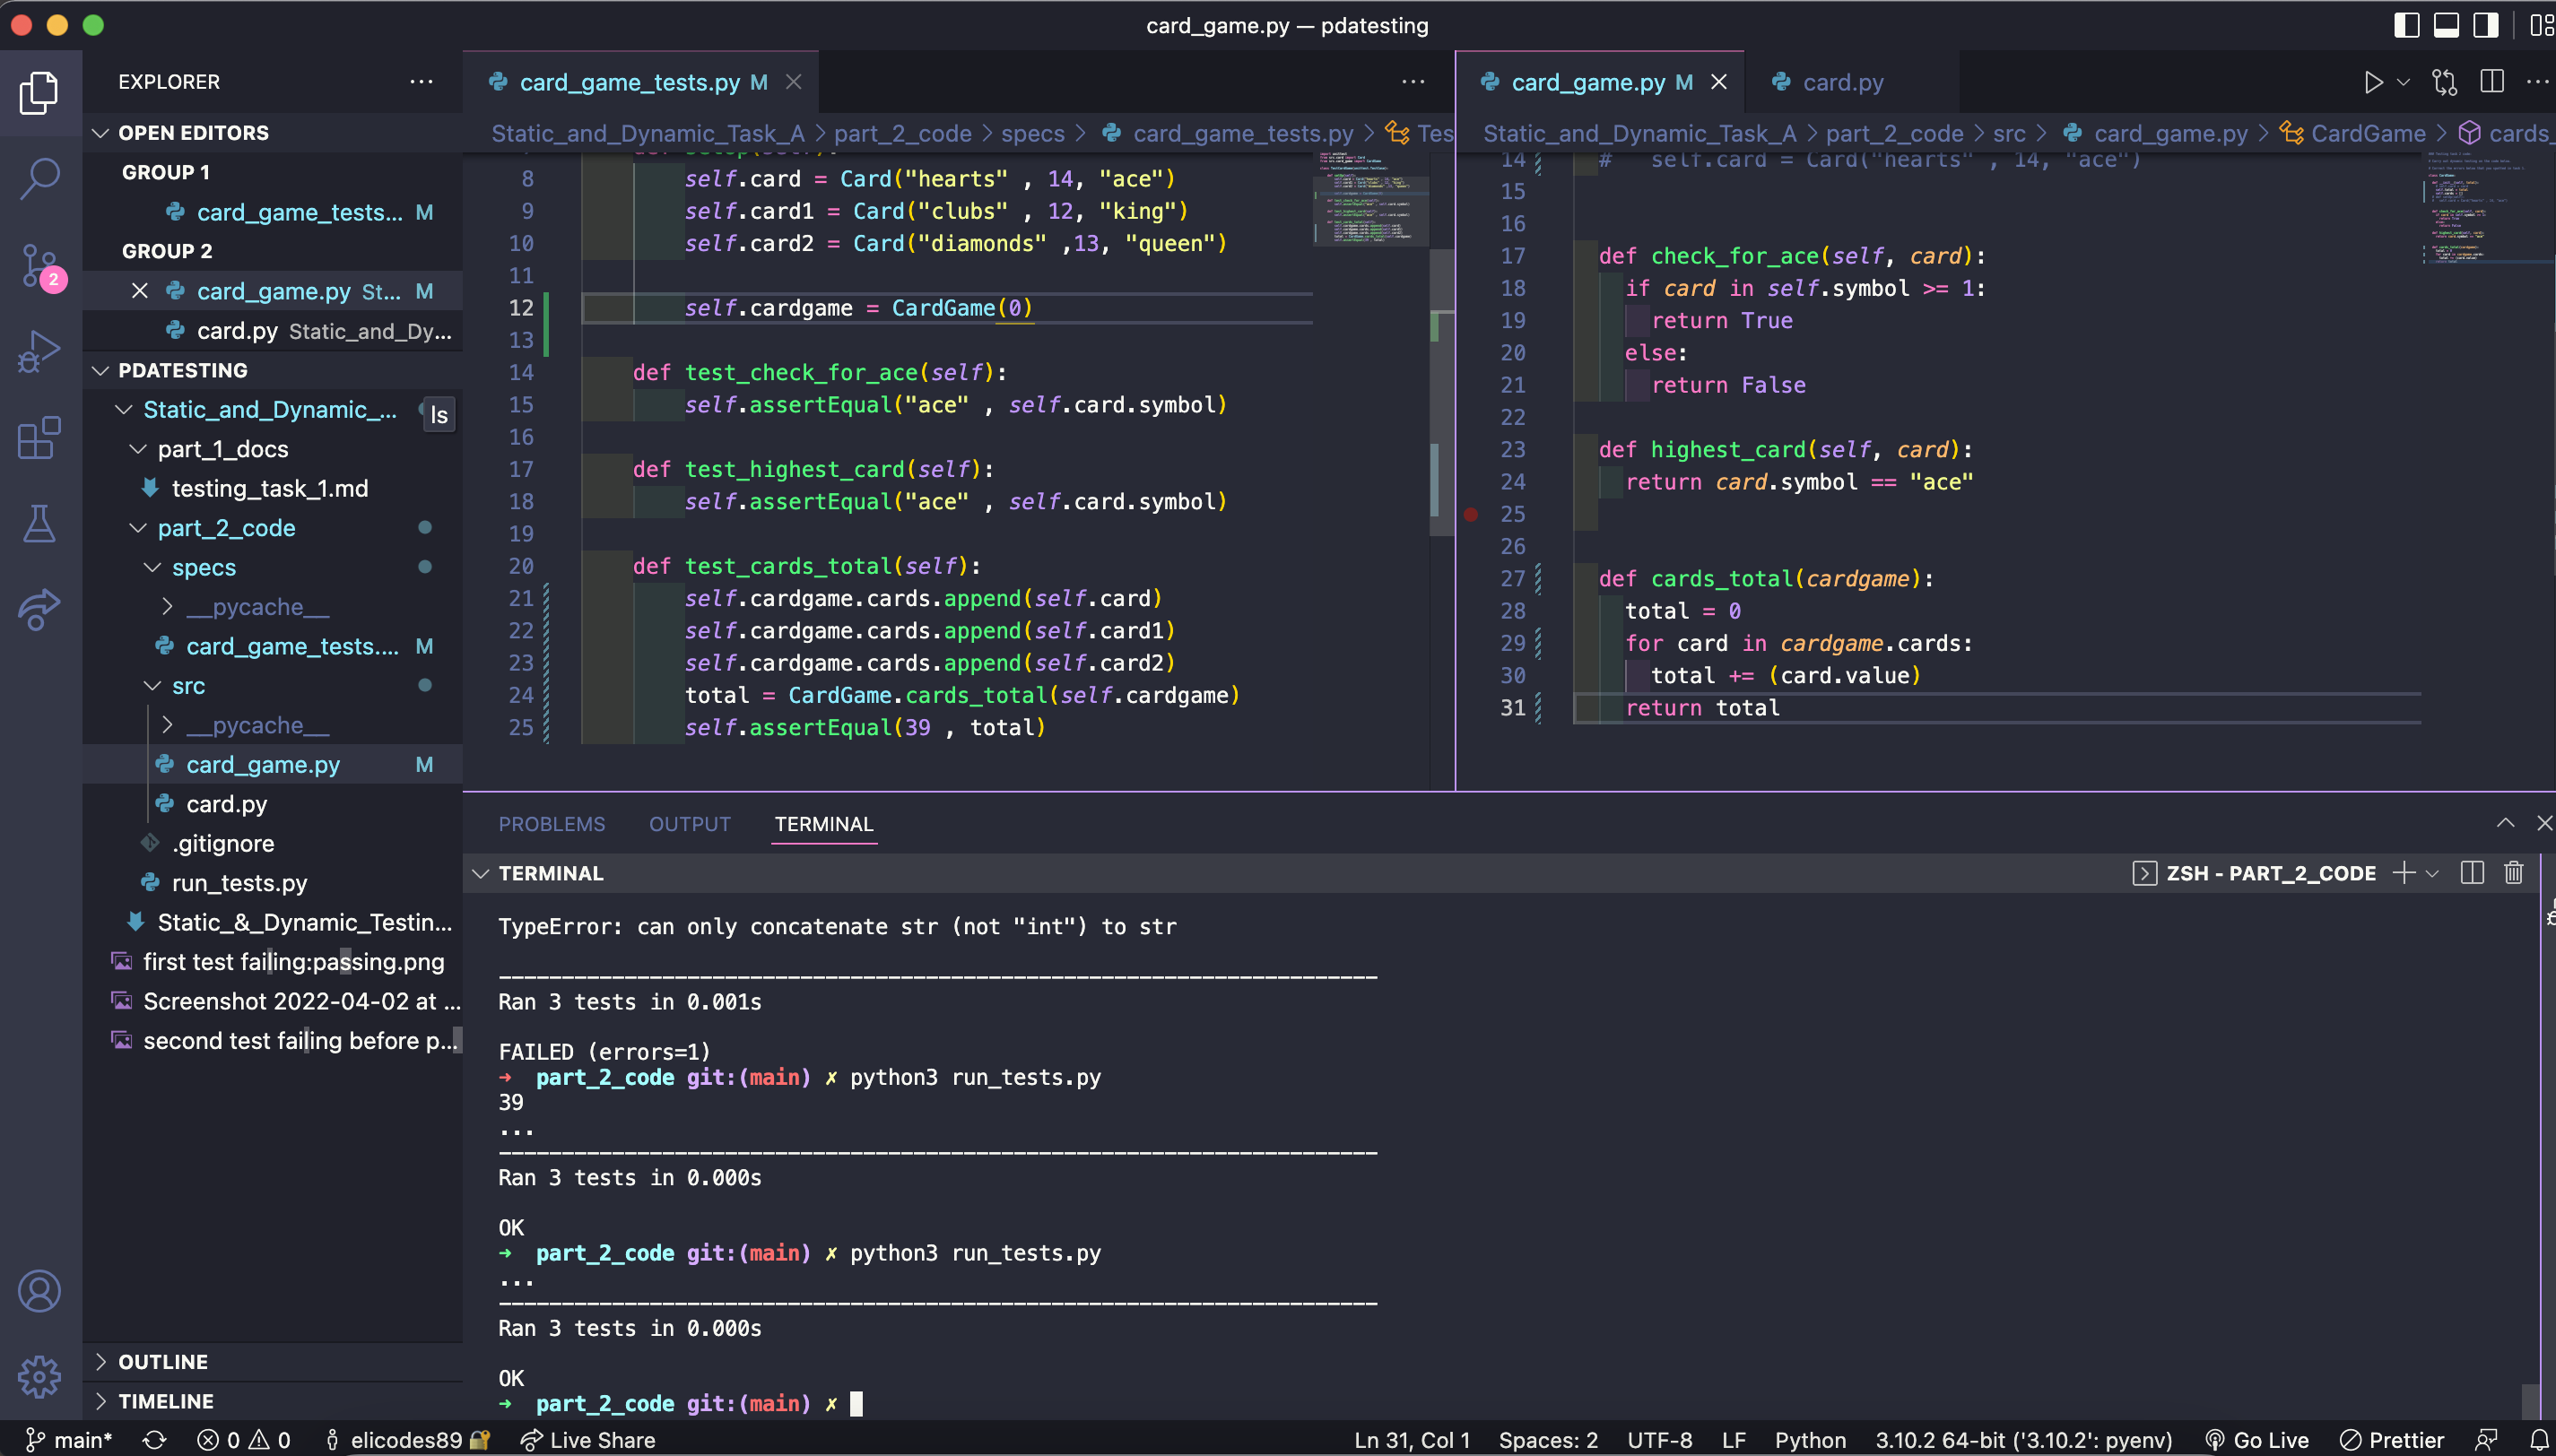 card_game.py — pdatesting
EXPLORER
OPEN EDITORS
GROUP 1
card_game_tests... M
GROUP 2
card_game.py St... M
card.py Static_and_Dy...
PDATESTING
Static_and_Dynamic_...
ls
part_1_docs
testing_task_1.md
part_2_code
specs
__pycache__
card_game_tests.... M
src
__pycache__
card_game.py M
card.py
.gitignore
run_tests.py
Static_&_Dynamic_Testin...
first test failing:passing.png
Screenshot 2022-04-02 at ...
second test failing before p...
OUTLINE
TIMELINE
2
card_game_tests.py M
Static_and_Dynamic_Task_A > part_2_code > specs > card_game_tests.py > Tes
8 self.card = Card("hearts" , 14, "ace")
9 self.card1 = Card("clubs" , 12, "king")
10 self.card2 = Card("diamonds" ,13, "queen")
11
12 self.cardgame = CardGame(0)
13
14 def test_check_for_ace(self):
15 self.assertEqual("ace" , self.card.symbol)
16
17 def test_highest_card(self):
18 self.assertEqual("ace" , self.card.symbol)
19
20 def test_cards_total(self):
21 self.cardgame.cards.append(self.card)
22 self.cardgame.cards.append(self.card1)
23 self.cardgame.cards.append(self.card2)
24 total = CardGame.cards_total(self.cardgame)
25 self.assertEqual(39 , total)
card_game.py M
card.py
Static_and_Dynamic_Task_A > part_2_code > src > card_game.py > CardGame > cards_
14 # self.card = Card("hearts" , 14, "ace")
15
16
17 def check_for_ace(self, card):
18 if card in self.symbol >= 1:
19 return True
20 else:
21 return False
22
23 def highest_card(self, card):
24 return card.symbol == "ace"
25
26
27 def cards_total(cardgame):
28 total = 0
29 for card in cardgame.cards:
30 total += (card.value)
31 return total
PROBLEMS OUTPUT TERMINAL
TERMINAL
ZSH - PART_2_CODE
TypeError: can only concatenate str (not "int") to str
----------------------------------------------------------------------
Ran 3 tests in 0.001s
FAILED (errors=1)
➜ part_2_code git:(main) ✗ python3 run_tests.py
39
...
----------------------------------------------------------------------
Ran 3 tests in 0.000s
OK
➜ part_2_code git:(main) ✗ python3 run_tests.py
...
----------------------------------------------------------------------
Ran 3 tests in 0.000s
OK
➜ part_2_code git:(main) ✗
main* 0 0 elicodes89 Live Share Ln 31, Col 1 Spaces: 2 UTF-8 LF Python 3.10.2 64-bit ('3.10.2': pyenv) Go Live Prettier